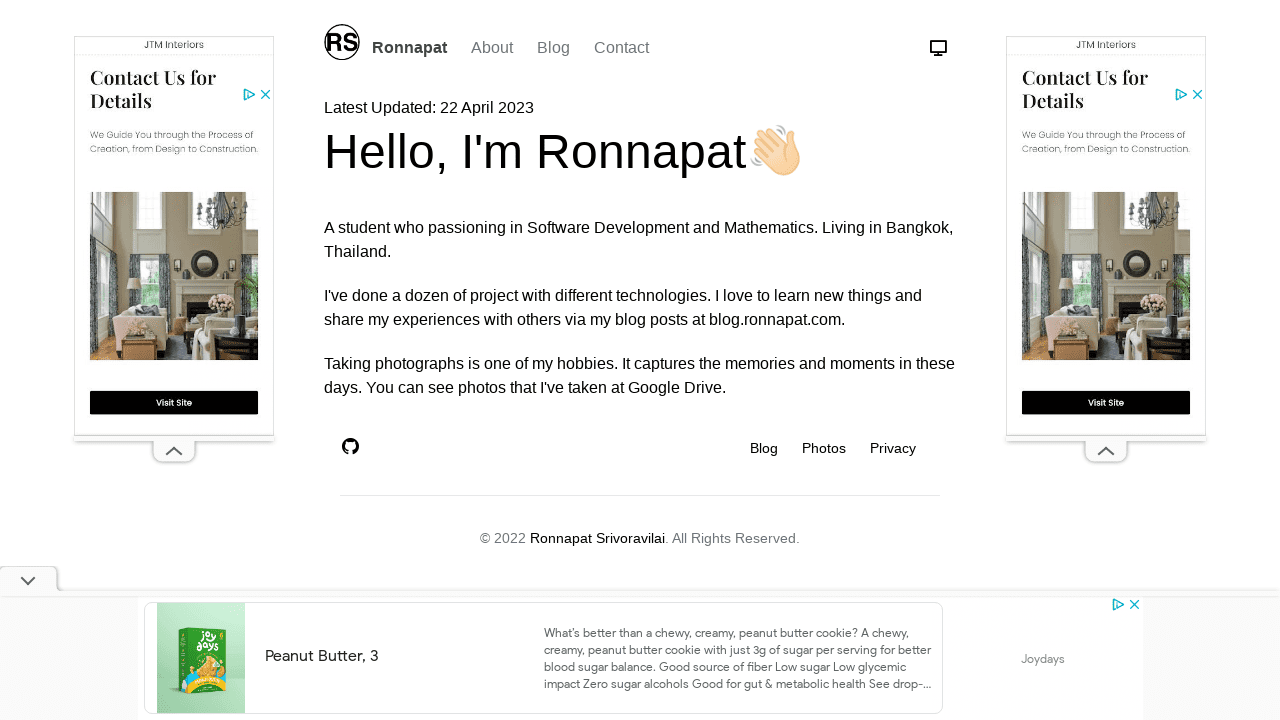 RS
Ronnapat
About
Blog
Contact
Latest Updated: 22 April 2023
Hello, I'm Ronnapat👋🏻
A student who passioning in Software Development and Mathematics. Living in Bangkok,
Thailand.
I've done a dozen of project with different technologies. I love to learn new things and
share my experiences with others via my blog posts at blog.ronnapat.com.
Taking photographs is one of my hobbies. It captures the memories and moments in these
days. You can see photos that I've taken at Google Drive.
Blog
Photos
Privacy
© 2022 Ronnapat Srivoravilai. All Rights Reserved.
JTM Interiors
Contact Us for
Details
We Guide You through the Process of
Creation, from Design to Construction.
Visit Site
JTM Interiors
Contact Us for
Details
We Guide You through the Process of
Creation, from Design to Construction.
Visit Site
joy
days
Peanut Butter, 3
What's better than a chewy, creamy, peanut butter cookie? A chewy,
creamy, peanut butter cookie with just 3g of sugar per serving for better
blood sugar balance. Good source of fiber Low sugar Low glycemic
impact Zero sugar alcohols Good for gut & metabolic health See drop-...
Joydays